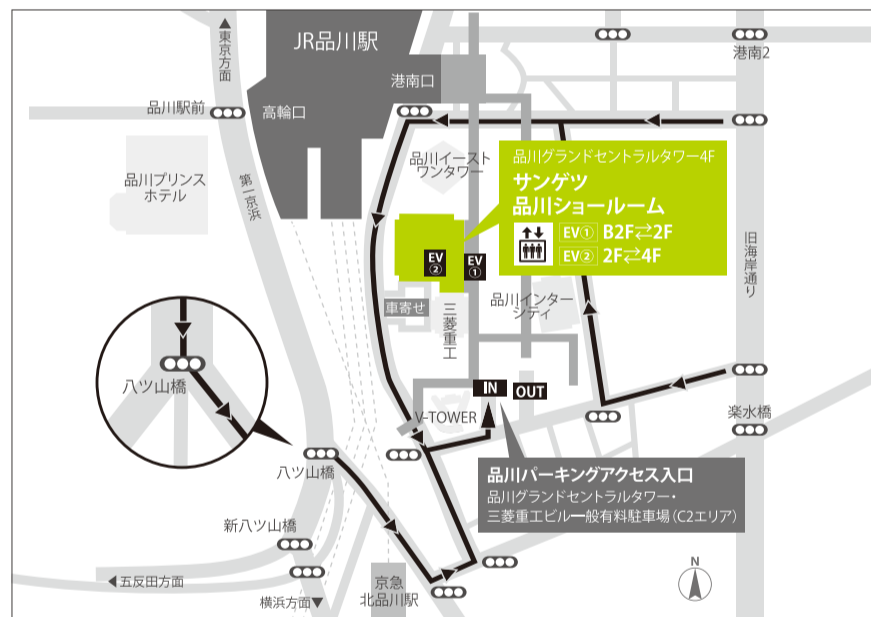 ▲東京方面
JR品川駅
港南口
港南2
品川駅前
高輪口
品川プリンス
ホテル
第一京浜
品川イースト
ワンタワー
品川グランドセントラルタワー4F
サンゲツ
品川ショールーム
EV① B2F⇄2F
EV② 2F⇄4F
旧海岸通り
EV
②
EV
①
車寄せ
三菱重工
品川インター
シティ
八ツ山橋
IN
OUT
V-TOWER
楽水橋
八ツ山橋
品川パーキングアクセス入口
品川グランドセントラルタワー・
三菱重工ビル一般有料駐車場(C2エリア)
新八ツ山橋
◀五反田方面
横浜方面▼
京急
北品川駅
N